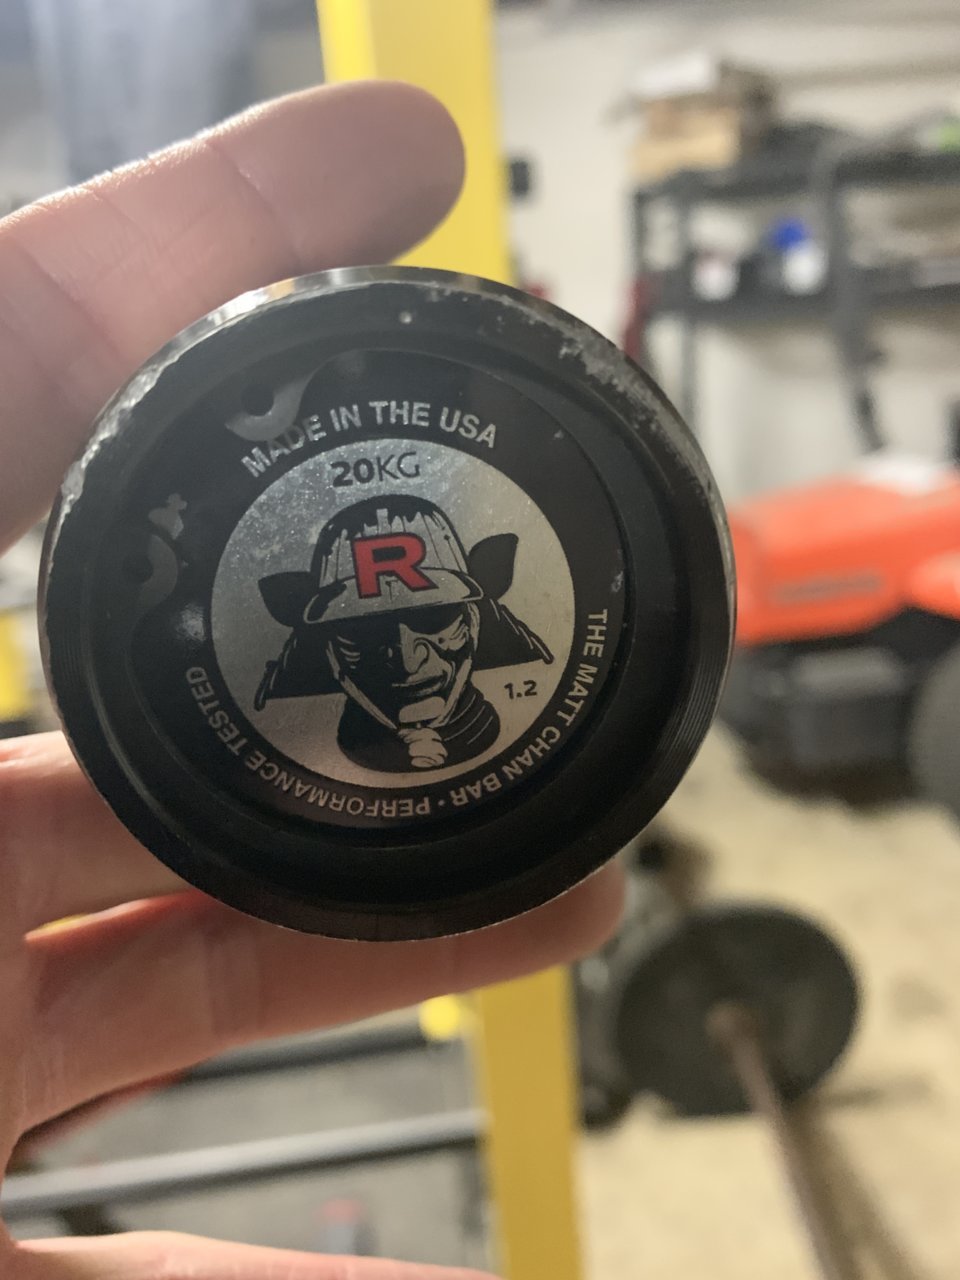 MADE IN THE USA
20KG
R
1.2
THE MATT CHAN BAR • PERFORMANCE TESTED